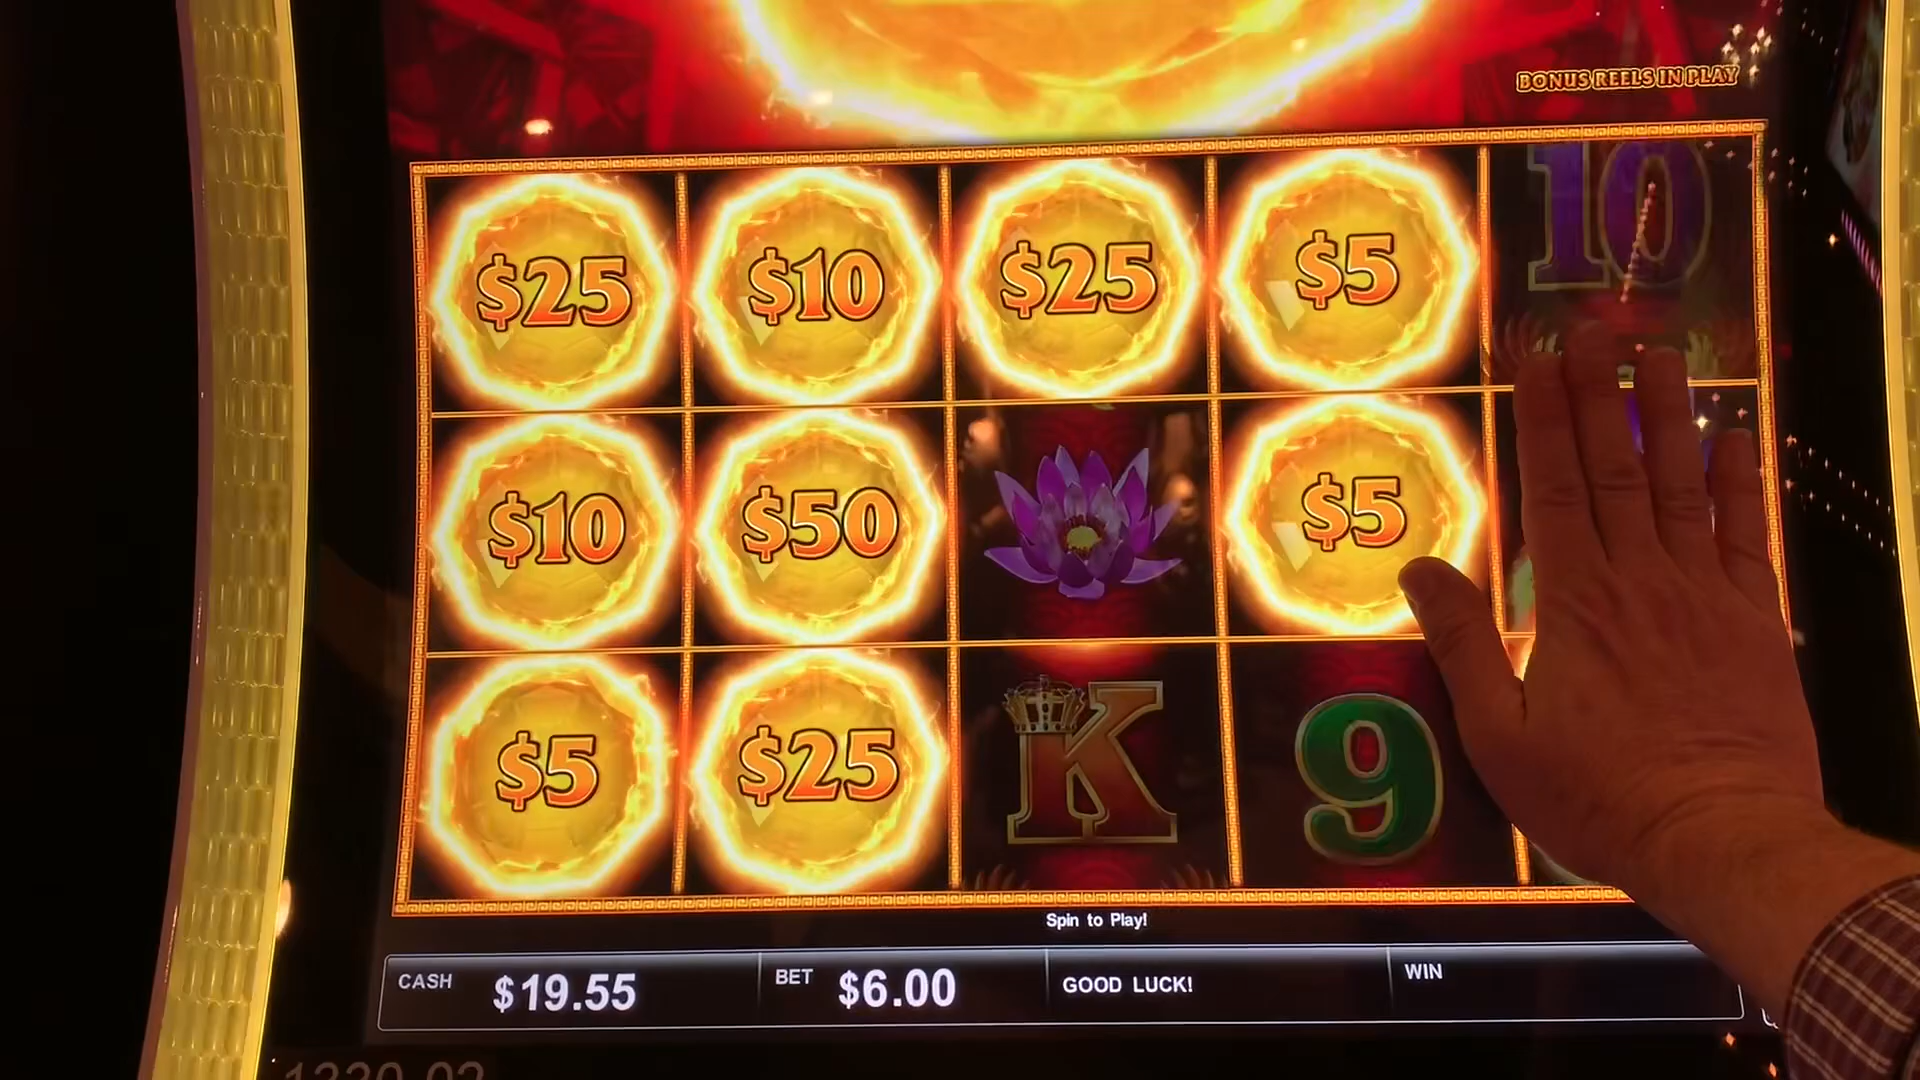 BONUS REELS IN PLAY
$25 $10 $25 $5 10
$10 $50 $5
$5 $25 K 9
Spin to Play!
CASH $19.55 BET $6.00 GOOD LUCK! WIN